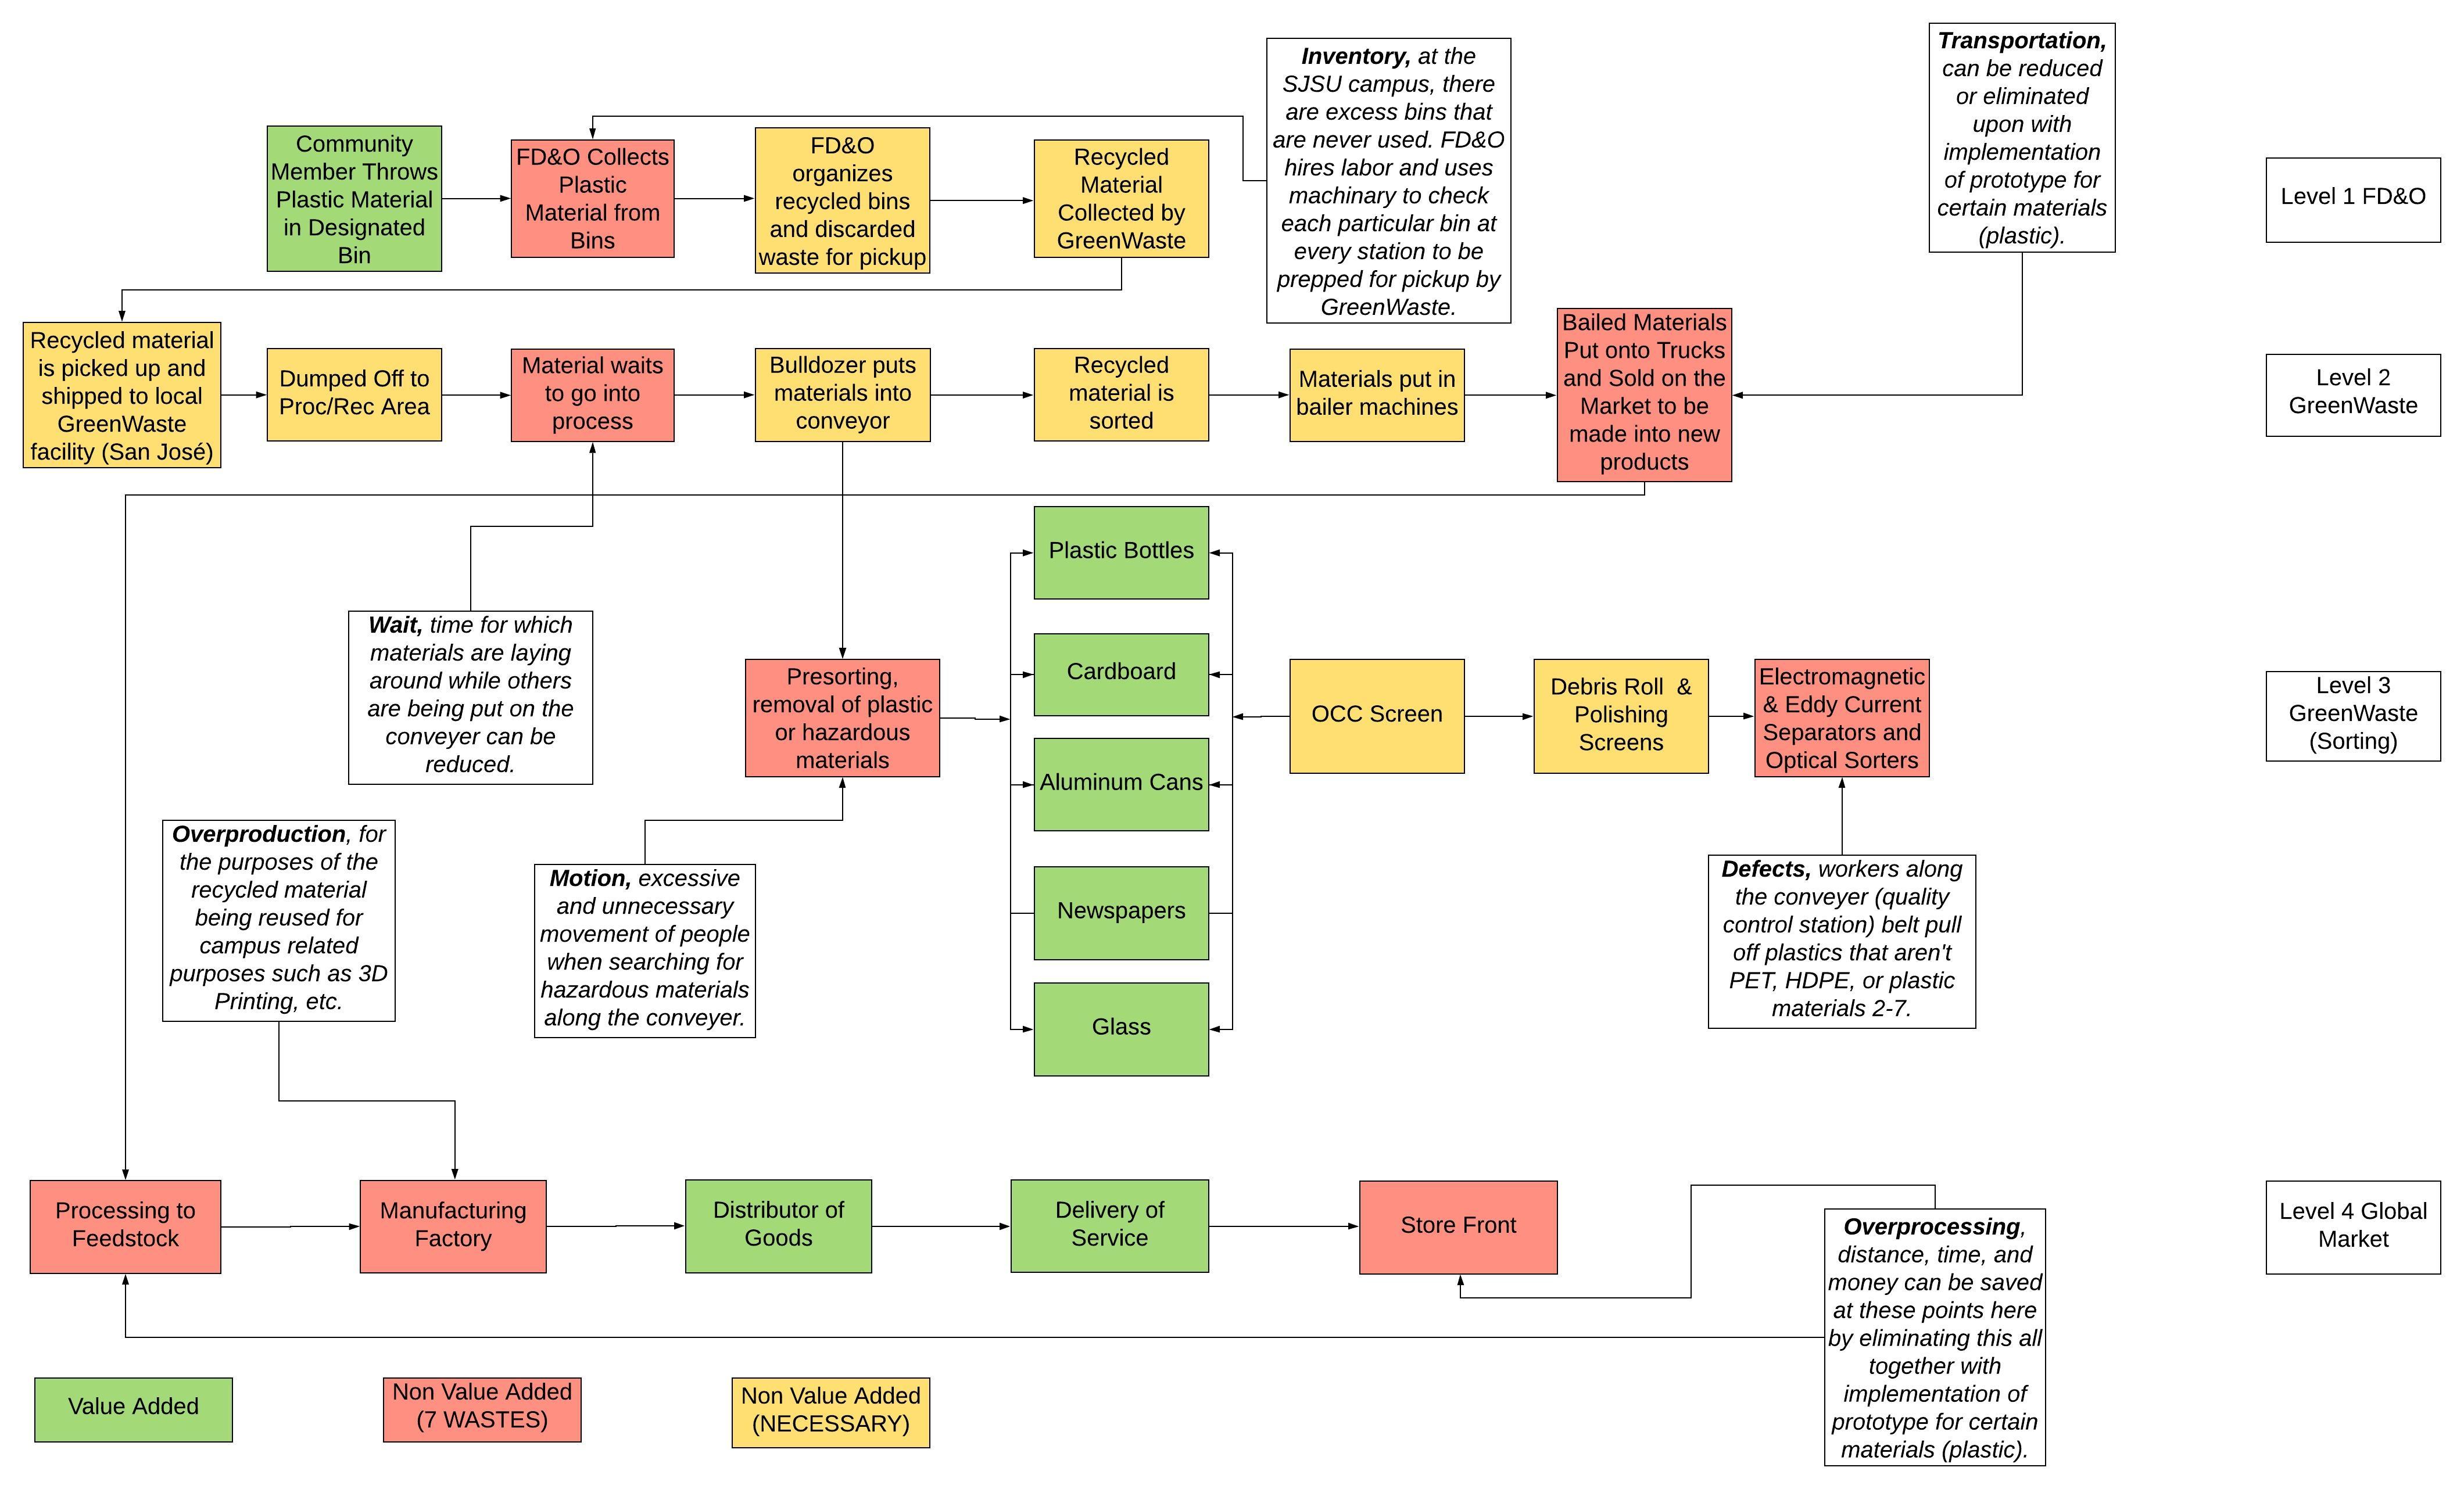 Community
Member Throws
Plastic Material
in Designated
Bin
FD&O Collects
Plastic
Material from
Bins
FD&O
organizes
recycled bins
and discarded
waste for pickup
Recycled
Material
Collected by
GreenWaste
Inventory, at the
SJSU campus, there
are excess bins that
are never used. FD&O
hires labor and uses
machinary to check
each particular bin at
every station to be
prepped for pickup by
GreenWaste.
Transportation,
can be reduced
or eliminated
upon with
implementation
of prototype for
certain materials
(plastic).
Level 1 FD&O
Recycled material
is picked up and
shipped to local
GreenWaste
facility (San José)
Dumped Off to
Proc/Rec Area
Material waits
to go into
process
Bulldozer puts
materials into
conveyor
Recycled
material is
sorted
Materials put in
bailer machines
Bailed Materials
Put onto Trucks
and Sold on the
Market to be
made into new
products
Level 2
GreenWaste
Wait, time for which
materials are laying
around while others
are being put on the
conveyer can be
reduced.
Presorting,
removal of plastic
or hazardous
materials
Plastic Bottles
Cardboard
Aluminum Cans
Newspapers
Glass
OCC Screen
Debris Roll  &
Polishing
Screens
Electromagnetic
& Eddy Current
Separators and
Optical Sorters
Level 3
GreenWaste
(Sorting)
Overproduction, for
the purposes of the
recycled material
being reused for
campus related
purposes such as 3D
Printing, etc.
Motion, excessive
and unnecessary
movement of people
when searching for
hazardous materials
along the conveyer.
Defects, workers along
the conveyer (quality
control station) belt pull
off plastics that aren't
PET, HDPE, or plastic
materials 2-7.
Processing to
Feedstock
Manufacturing
Factory
Distributor of
Goods
Delivery of
Service
Store Front
Overprocessing,
distance, time, and
money can be saved
at these points here
by eliminating this all
together with
implementation of
prototype for certain
materials (plastic).
Level 4 Global
Market
Value Added
Non Value Added
(7 WASTES)
Non Value Added
(NECESSARY)